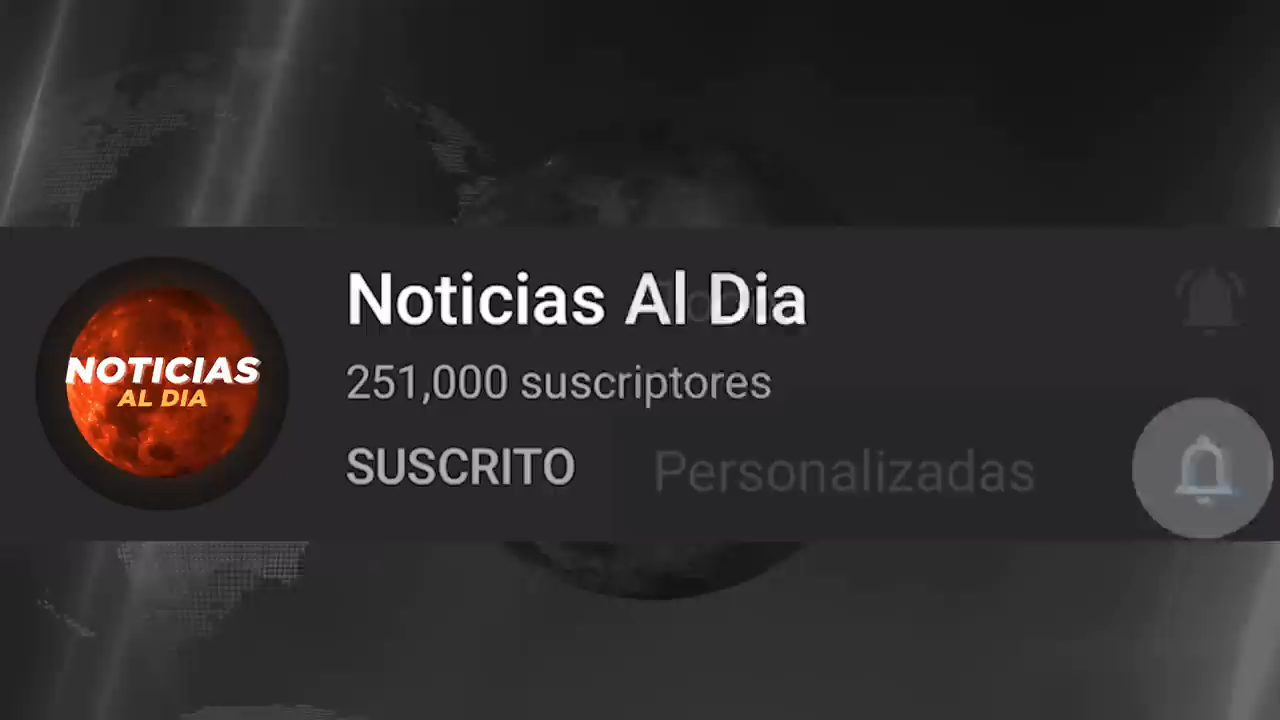 NOTICIAS
AL DIA
Noticias Al Dia
251,000 suscriptores
SUSCRITO
Personalizadas